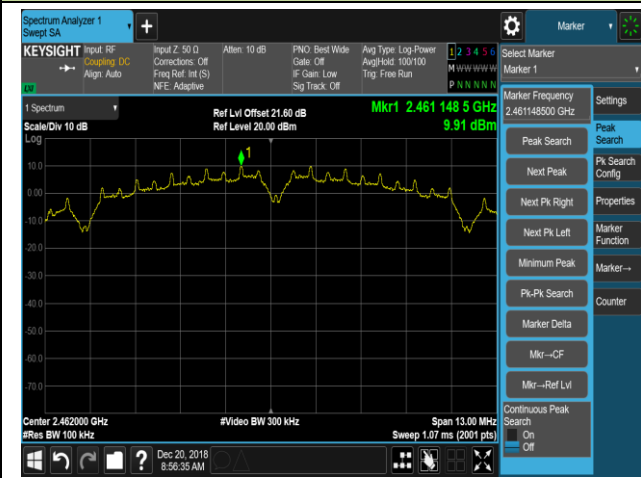 Spectrum Analyzer 1
Swept SA
+
Marker
KEYSIGHT
Input: RF
Coupling: DC
Align: Auto
Input Z: 50 Ω
Corrections: Off
Freq Ref: Int (S)
NFE: Adaptive
Atten: 10 dB
PNO: Best Wide
Gate: Off
IF Gain: Low
Sig Track: Off
Avg Type: Log-Power
Avg|Hold: 100/100
Trig: Free Run
1 2 3 4 5 6
M W W W W W
P N N N N N
Select Marker
Marker 1
1 Spectrum
Scale/Div 10 dB
Log
Ref Lvl Offset 21.60 dB
Ref Level 20.00 dBm
Mkr1 2.461 148 5 GHz
9.91 dBm
1
10.0
0.00
-10.0
-20.0
-30.0
-40.0
-60.0
-70.0
Center 2.462000 GHz
#Res BW 100 kHz
#Video BW 300 kHz
Span 13.00 MHz
Sweep 1.07 ms (2001 pts)
Marker Frequency
2.461148500 GHz
Peak Search
Next Peak
Next Pk Right
Next Pk Left
Minimum Peak
Pk-Pk Search
Marker Delta
Mkr→CF
Mkr→Ref Lvl
Continuous Peak
Search
On
Off
Settings
Peak
Search
Pk Search
Config
Properties
Marker
Function
Marker→
Counter
?
Dec 20, 2018
8:56:35 AM